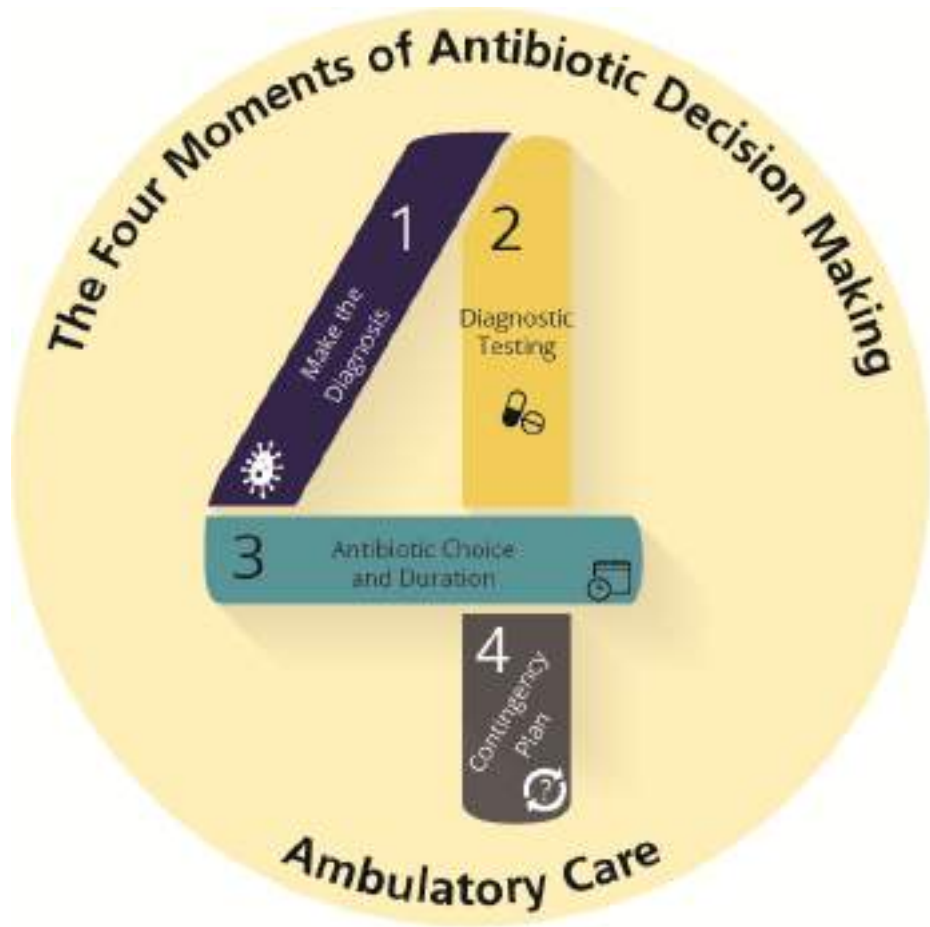 The Four Moments of Antibiotic Decision Making
1
Make the
Diagnosis
2
Diagnostic
Testing
3
Antibiotic Choice
and Duration
4
Contingency
Plan
?
Ambulatory Care